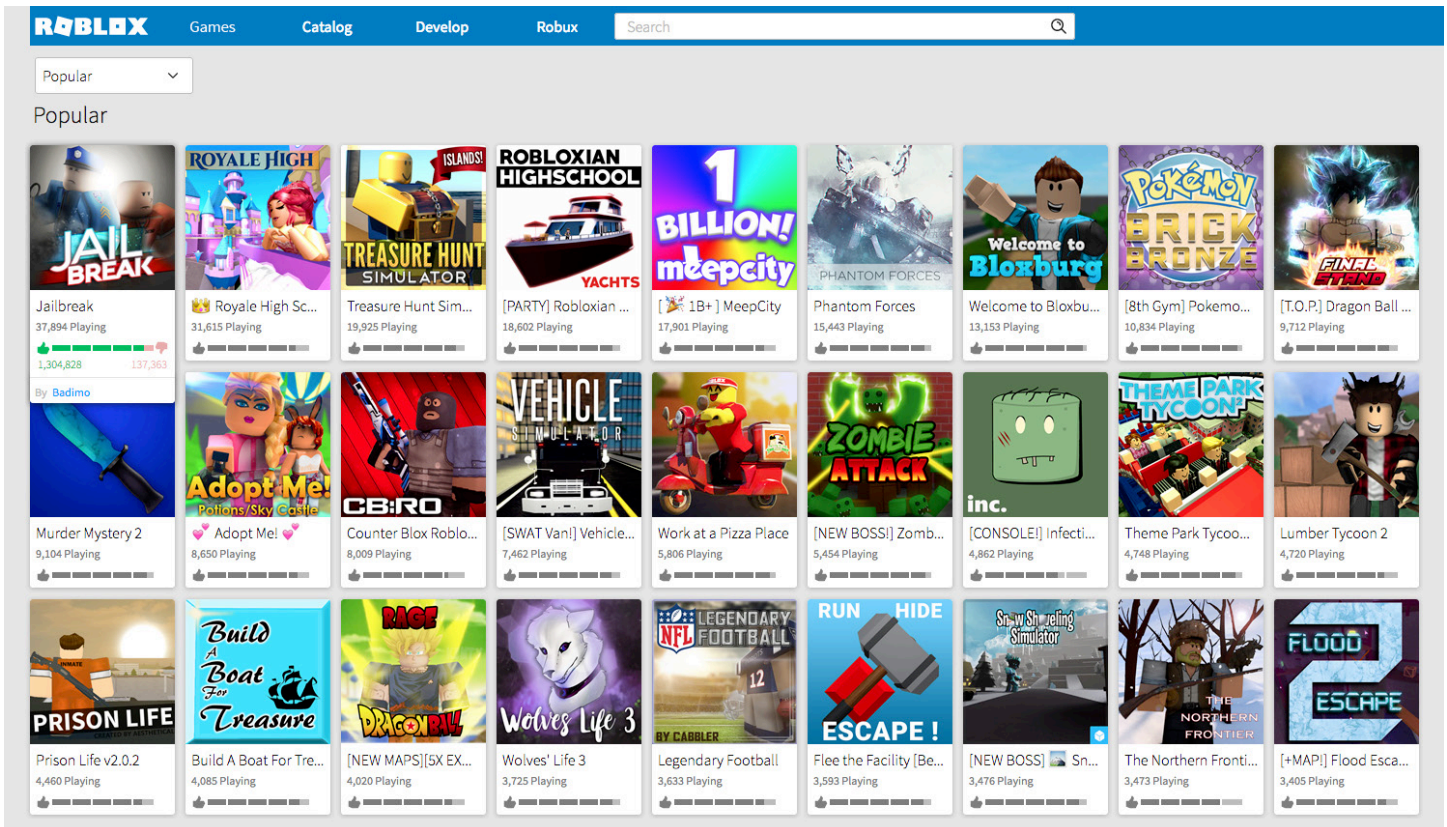 ROBLOX Games Catalog Develop Robux Search
Popular
Popular
JAIL
BREAK
ROYALE HIGH
ISLANDS!
TREASURE HUNT
SIMULATOR
ROBLOXIAN
HIGHSCHOOL
YACHTS
1
BILLION!
meepcity
PHANTOM FORCES
Welcome to
Bloxburg
POKéMON
BRICK
BRONZE
FINAL
STAND
Jailbreak
37,894 Playing
1,304,828 137,363
By Badimo
👑 Royale High Sc...
31,615 Playing
Treasure Hunt Sim...
19,925 Playing
[PARTY] Robloxian ...
18,602 Playing
[ 🎉 1B+ ] MeepCity
17,901 Playing
Phantom Forces
15,443 Playing
Welcome to Bloxbu...
13,153 Playing
[8th Gym] Pokemo...
10,834 Playing
[T.O.P.] Dragon Ball ...
9,712 Playing
Adopt Me!
Potions/Sky Castle
CB:RO
VEHICLE
SIMULATOR
ZOMBIE
ATTACK
inc.
THEME PARK
TYCOON2
Murder Mystery 2
9,104 Playing
💕 Adopt Me! 💕
8,650 Playing
Counter Blox Roblo...
8,009 Playing
[SWAT Van!] Vehicle...
7,462 Playing
Work at a Pizza Place
5,806 Playing
[NEW BOSS!] Zomb...
5,454 Playing
[CONSOLE!] Infecti...
4,862 Playing
Theme Park Tycoo...
4,748 Playing
Lumber Tycoon 2
4,720 Playing
INMATE
PRISON LIFE
CREATED BY AESTHETICAL
Build
A
Boat
For
Treasure
RAGE
DRAGON BALL
Wolves' Life 3
NFL LEGENDARY
FOOTBALL
12
BY CABBLER
RUN HIDE
ESCAPE !
Snow Shoveling
Simulator
THE
NORTHERN
FRONTIER
FLOOD
2
ESCAPE
Prison Life v2.0.2
4,460 Playing
Build A Boat For Tre...
4,085 Playing
[NEW MAPS][5X EX...
4,020 Playing
Wolves' Life 3
3,725 Playing
Legendary Football
3,633 Playing
Flee the Facility [Be...
3,593 Playing
[NEW BOSS] 🌁 Sn...
3,476 Playing
The Northern Fronti...
3,473 Playing
[+MAP!] Flood Esca...
3,405 Playing